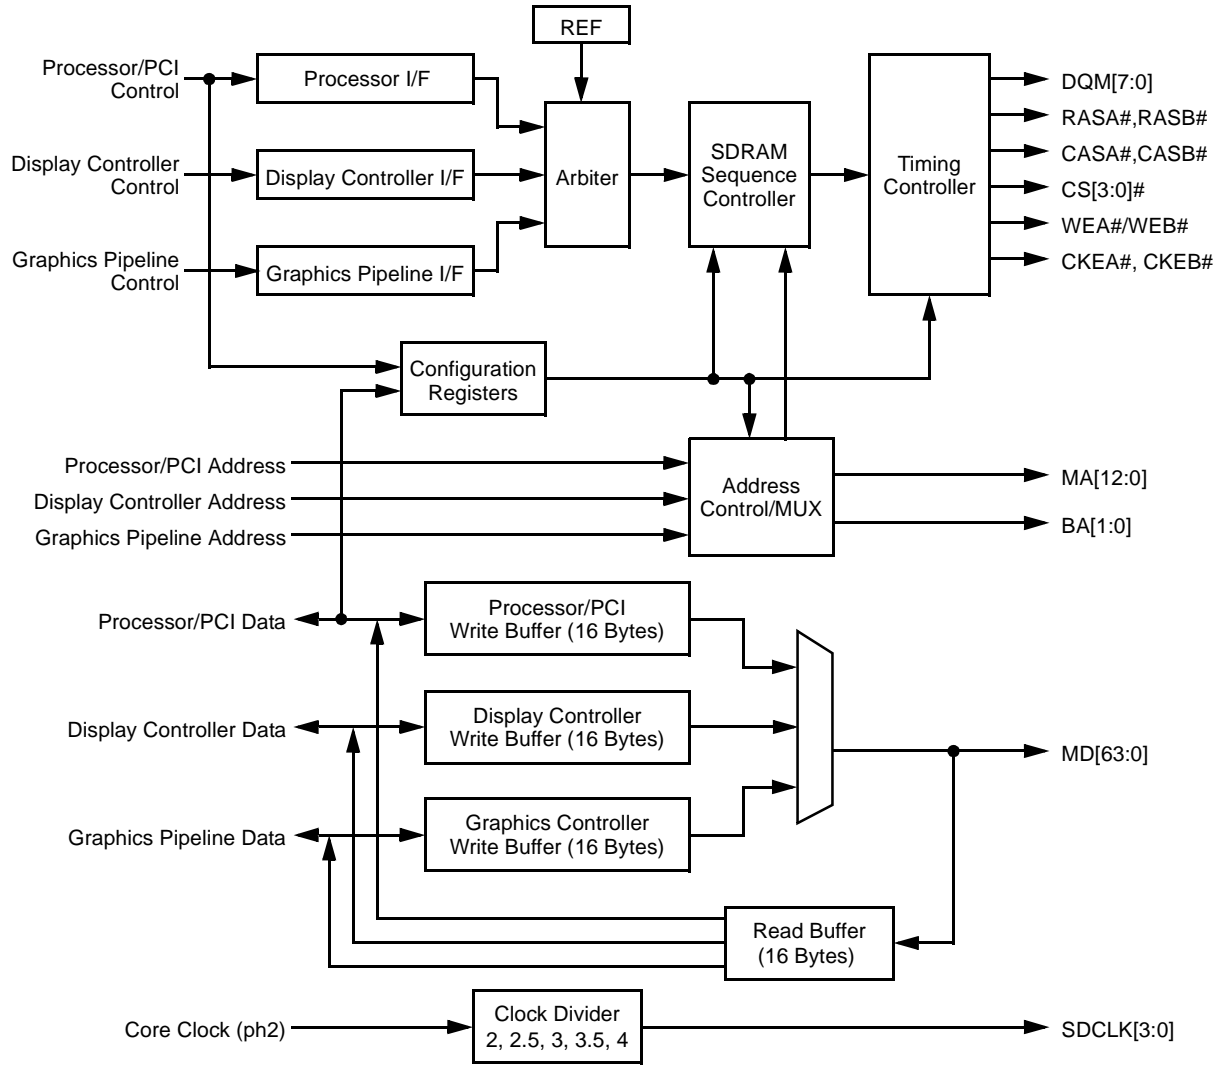 REF
Processor/PCI
Control
Processor I/F
DQM[7:0]
RASA#,RASB#
CASA#,CASB#
CS[3:0]#
WEA#/WEB#
CKEA#, CKEB#
Display Controller
Control
Display Controller I/F
Arbiter
SDRAM
Sequence
Controller
Timing
Controller
Graphics Pipeline
Control
Graphics Pipeline I/F
Configuration
Registers
Processor/PCI Address
Display Controller Address
Graphics Pipeline Address
Address
Control/MUX
MA[12:0]
BA[1:0]
Processor/PCI Data
Processor/PCI
Write Buffer (16 Bytes)
Display Controller Data
Display Controller
Write Buffer (16 Bytes)
MD[63:0]
Graphics Pipeline Data
Graphics Controller
Write Buffer (16 Bytes)
Read Buffer
(16 Bytes)
Core Clock (ph2)
Clock Divider
2, 2.5, 3, 3.5, 4
SDCLK[3:0]